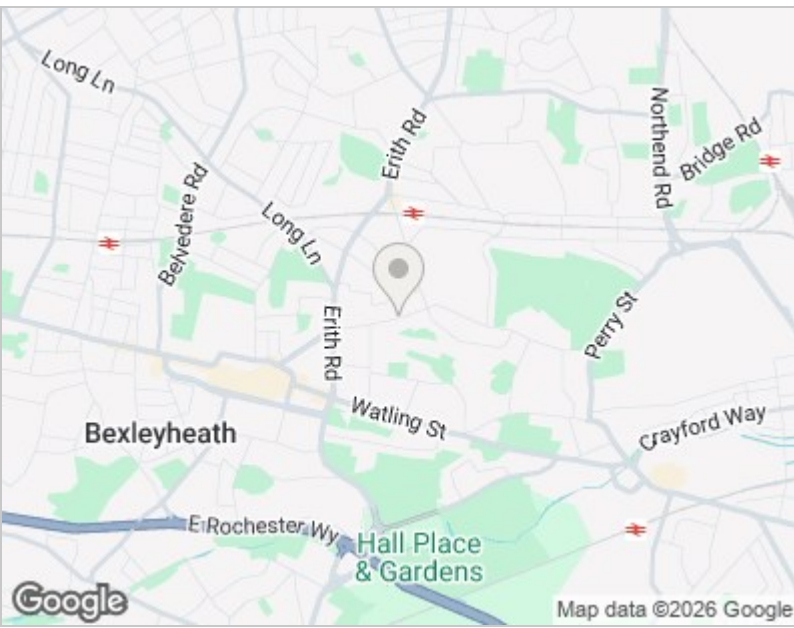 Long Ln
Erith Rd
Northend Rd
Bridge Rd
Belvedere Rd
Long Ln
Erith Rd
Perry St
Watling St
Crayford Way
Bexleyheath
E Rochester Wy
Hall Place
& Gardens
Google
Map data ©2026 Google